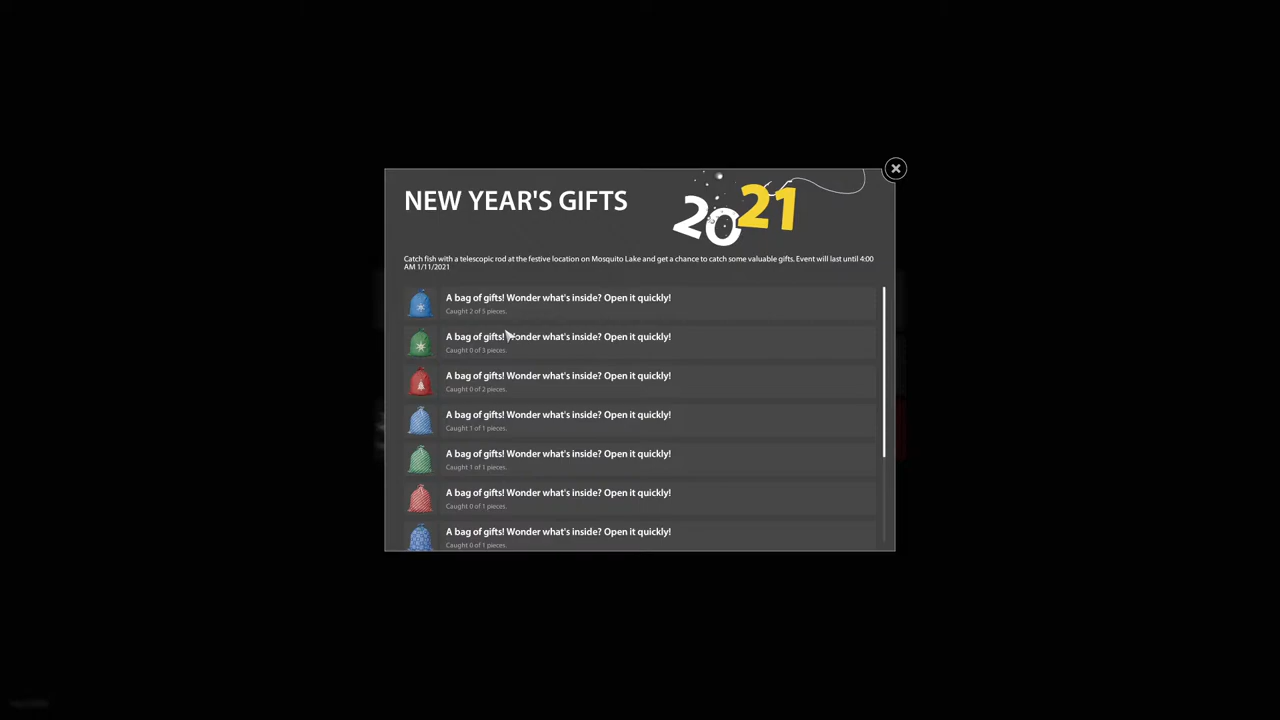 NEW YEAR'S GIFTS
2021
Catch fish with a telescopic rod at the festive location on Mosquito Lake and get a chance to catch some valuable gifts. Event will last until 4:00
AM 1/11/2021
A bag of gifts! Wonder what's inside? Open it quickly!
Caught 2 of 5 pieces.
A bag of gifts! Wonder what's inside? Open it quickly!
Caught 0 of 3 pieces.
A bag of gifts! Wonder what's inside? Open it quickly!
Caught 0 of 2 pieces.
A bag of gifts! Wonder what's inside? Open it quickly!
Caught 1 of 1 pieces.
A bag of gifts! Wonder what's inside? Open it quickly!
Caught 1 of 1 pieces.
A bag of gifts! Wonder what's inside? Open it quickly!
Caught 0 of 1 pieces.
A bag of gifts! Wonder what's inside? Open it quickly!
Caught 0 of 1 pieces.